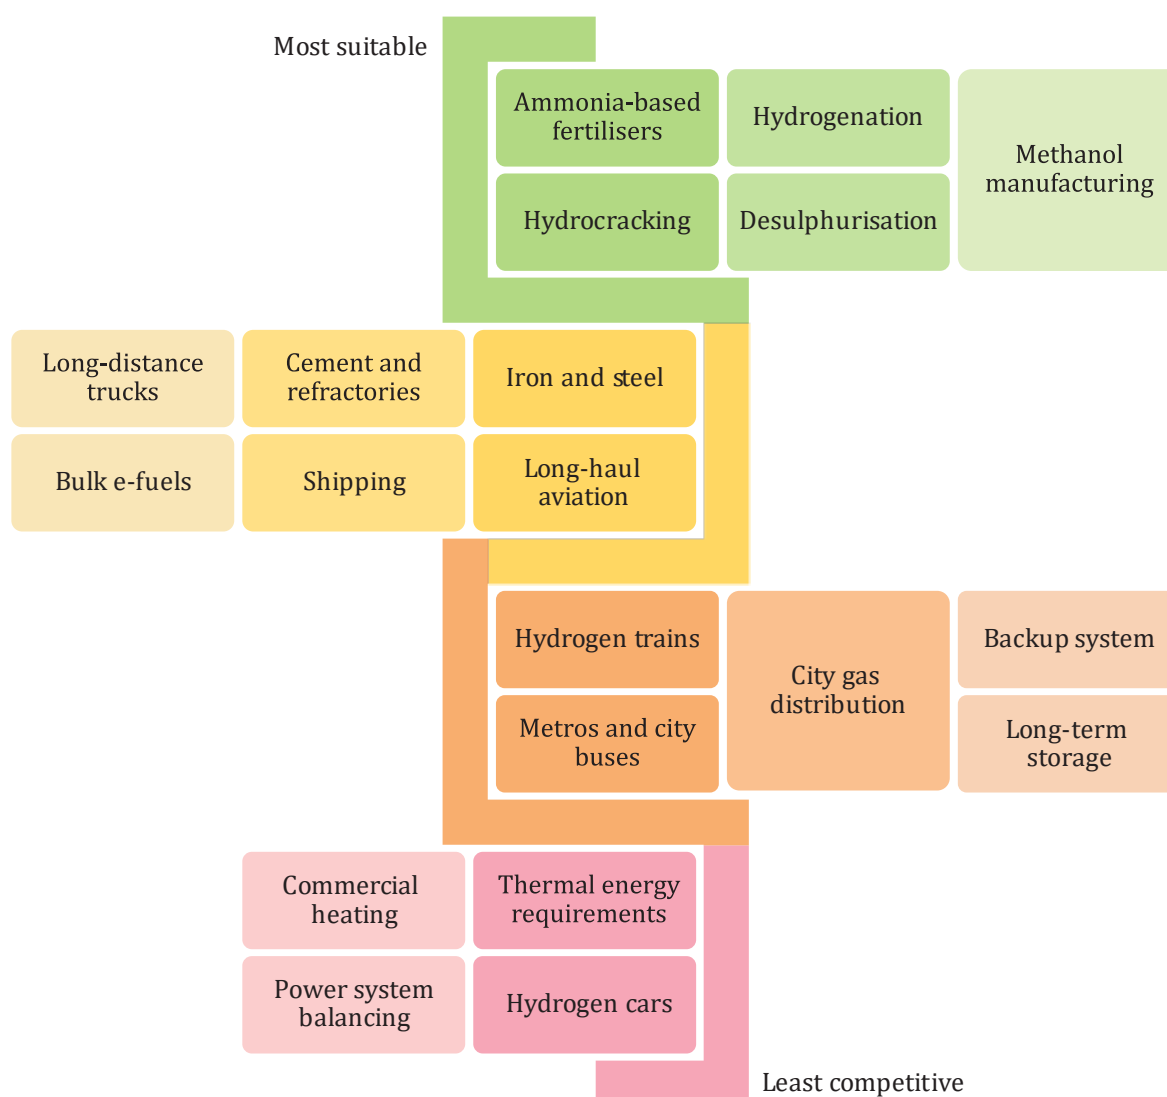 Most suitable
Ammonia-based
fertilisers
Hydrogenation
Methanol
manufacturing
Hydrocracking
Desulphurisation
Long-distance
trucks
Cement and
refractories
Iron and steel
Bulk e-fuels
Shipping
Long-haul
aviation
Hydrogen trains
City gas
distribution
Backup system
Metros and city
buses
Long-term
storage
Commercial
heating
Thermal energy
requirements
Power system
balancing
Hydrogen cars
Least competitive